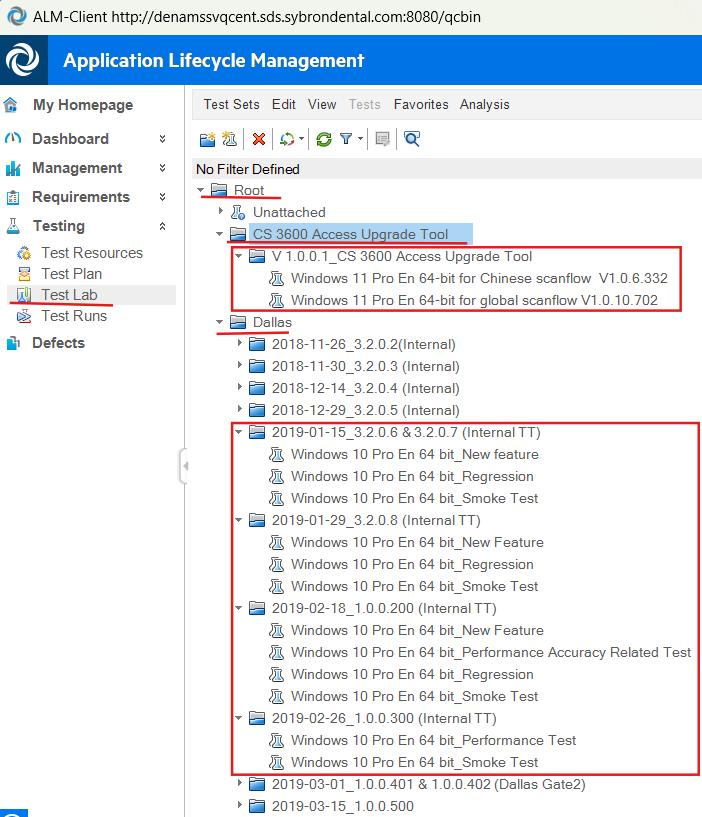 ALM-Client http://denamssvqcent.sds.sybrondental.com:8080/qcbin
Application Lifecycle Management
My Homepage
Dashboard
Management
Requirements
Testing
Test Resources
Test Plan
Test Lab
Test Runs
Defects
Test Sets Edit View Tests Favorites Analysis
No Filter Defined
Root
Unattached
CS 3600 Access Upgrade Tool
V 1.0.0.1_CS 3600 Access Upgrade Tool
Windows 11 Pro En 64-bit for Chinese scanflow V1.0.6.332
Windows 11 Pro En 64-bit for global scanflow V1.0.10.702
Dallas
2018-11-26_3.2.0.2(Internal)
2018-11-30_3.2.0.3 (Internal)
2018-12-14_3.2.0.4 (Internal)
2018-12-29_3.2.0.5 (Internal)
2019-01-15_3.2.0.6 & 3.2.0.7 (Internal TT)
Windows 10 Pro En 64 bit_New feature
Windows 10 Pro En 64 bit_Regression
Windows 10 Pro En 64 bit_Smoke Test
2019-01-29_3.2.0.8 (Internal TT)
Windows 10 Pro En 64 bit_New Feature
Windows 10 Pro En 64 bit_Regression
Windows 10 Pro En 64 bit_Smoke Test
2019-02-18_1.0.0.200 (Internal TT)
Windows 10 Pro En 64 bit_New Feature
Windows 10 Pro En 64 bit_Performance Accuracy Related Test
Windows 10 Pro En 64 bit_Regression
Windows 10 Pro En 64 bit_Smoke Test
2019-02-26_1.0.0.300 (Internal TT)
Windows 10 Pro En 64 bit_Performance Test
Windows 10 Pro En 64 bit_Smoke Test
2019-03-01_1.0.0.401 & 1.0.0.402 (Dallas Gate2)
2019-03-15_1.0.0.500